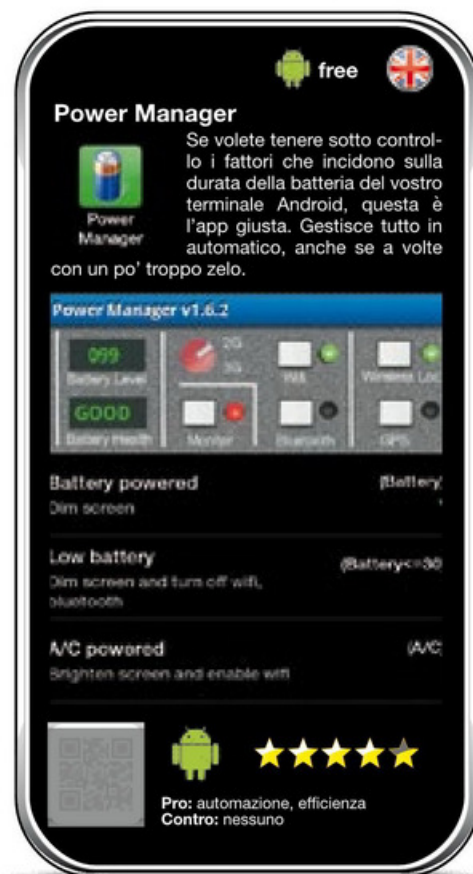 free
Power Manager
Se volete tenere sotto control-
lo i fattori che incidono sulla
durata della batteria del vostro
terminale Android, questa è
l'app giusta. Gestisce tutto in
automatico, anche se a volte
con un po' troppo zelo.
Power
Manager
Power Manager v1.6.2
099
2G
3G
Battery Level
Wifi
Wireless Loc
GOOD
Battery Health
Monitor
Bluetooth
GPS
Battery powered
(Battery
Dim screen
Low battery
(Battery<=30
Dim screen and turn off wifi,
bluetooth
A/C powered
(A/C)
Brighten screen and enable wifi
Pro: automazione, efficienza
Contro: nessuno